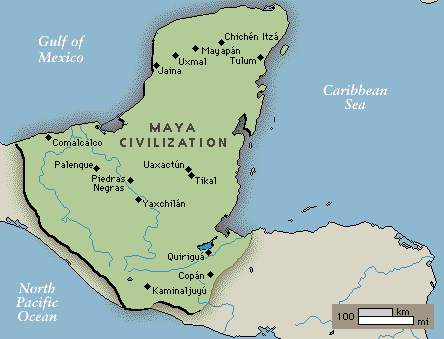 Gulf of
Mexico
Chichén Itzá
Mayapán
Uxmal
Tulum
Jaina
Caribbean
Sea
MAYA
CIVILIZATION
Comalcalco
Palenque
Uaxactún
Piedras
Negras
Tikal
Yaxchilán
Quiriguá
Copán
Kaminaljuyú
North
Pacific
Ocean
100 km
mi